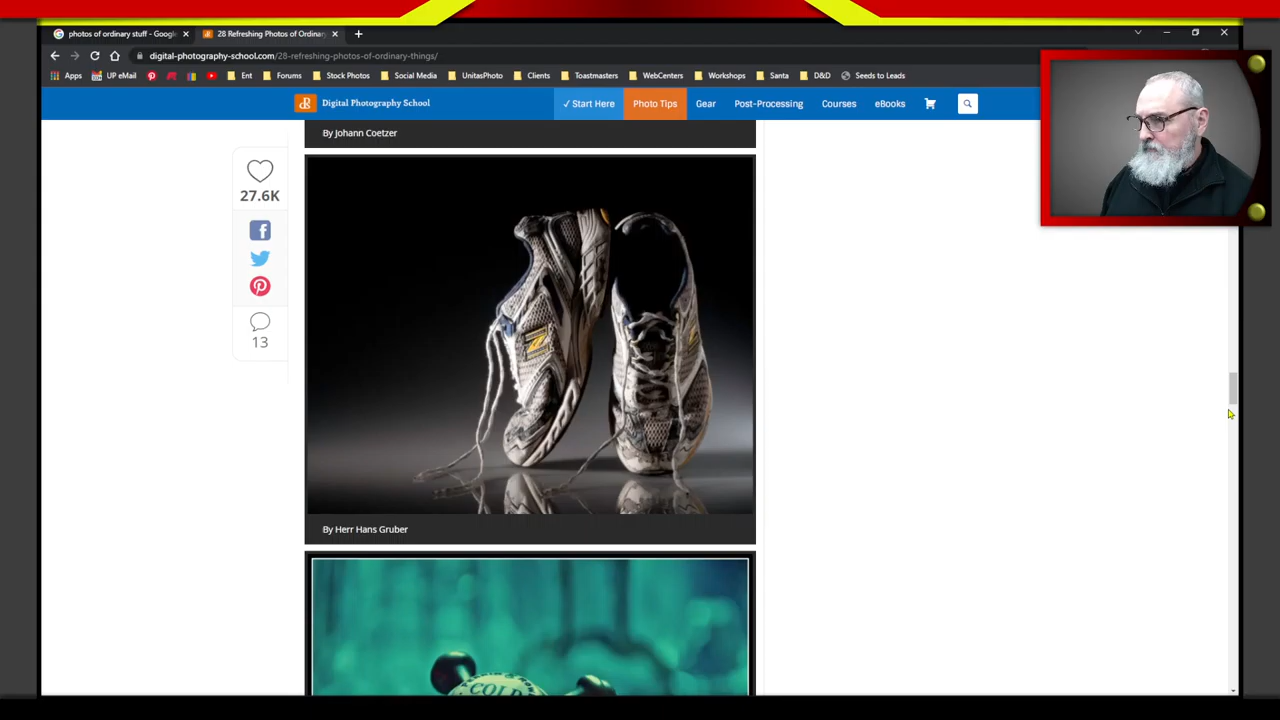 photos of ordinary stuff - Googl
28 Refreshing Photos of Ordinar
digital-photography-school.com/28-refreshing-photos-of-ordinary-things/
Apps UP eMail Ent Forums Stock Photos Social Media UnitasPhoto Clients Toastmasters WebCenters Workshops Santa D&D Seeds to Leads
Digital Photography School ✓ Start Here Photo Tips Gear Post-Processing Courses eBooks
By Johann Coetzer
27.6K
13
By Herr Hans Gruber
COLD